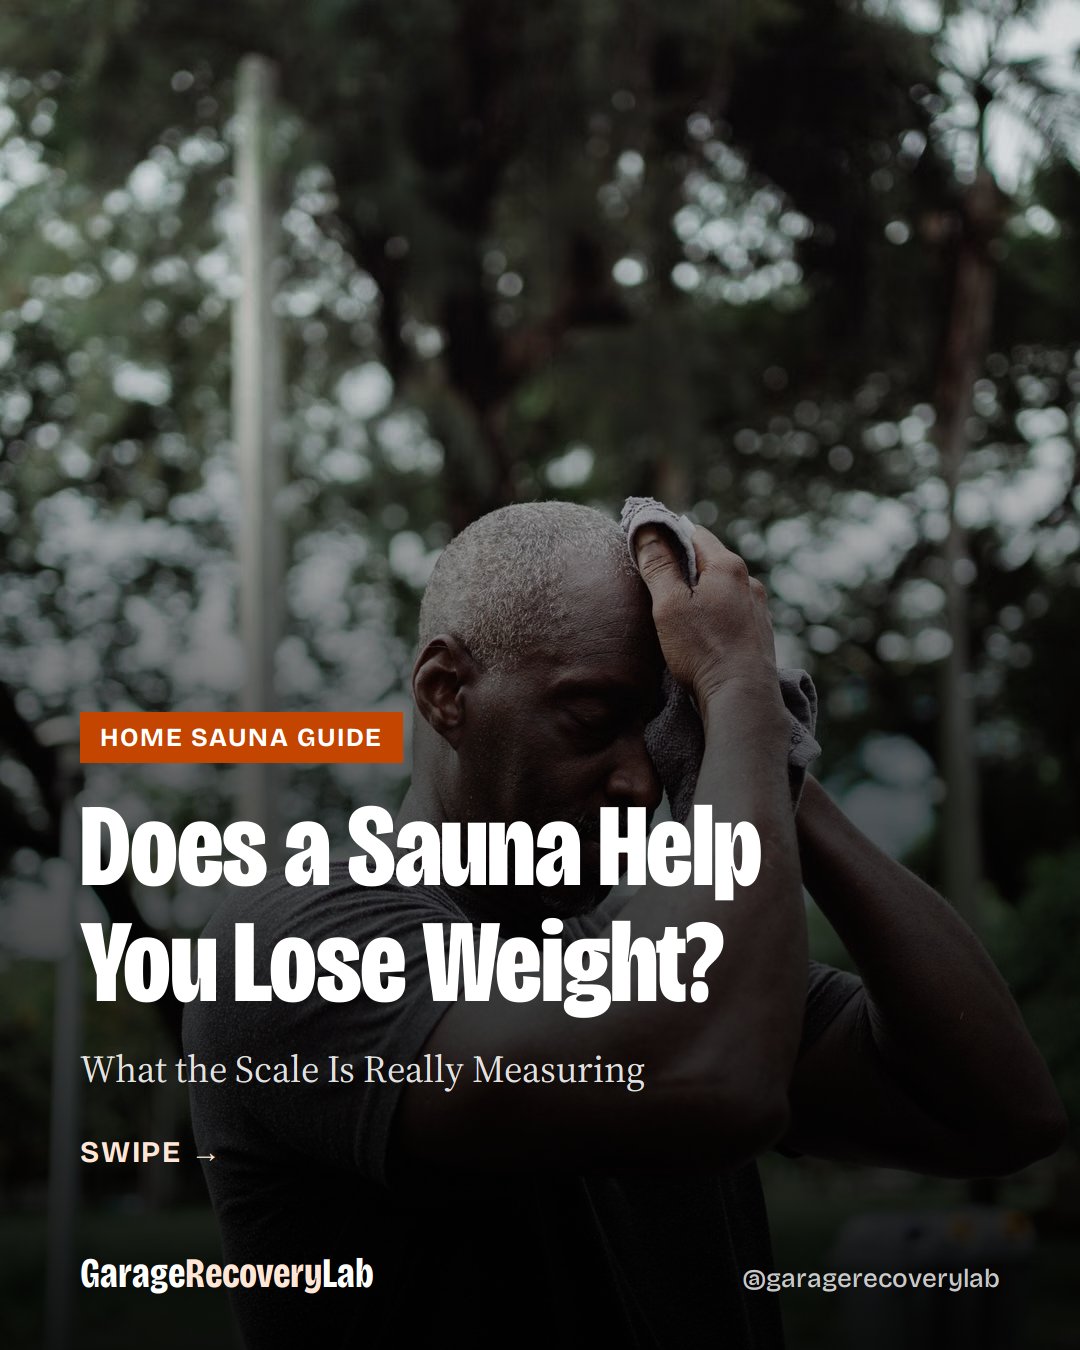 HOME SAUNA GUIDE
Does a Sauna Help
You Lose Weight?
What the Scale Is Really Measuring
SWIPE →
GarageRecoveryLab
@garagerecoverylab